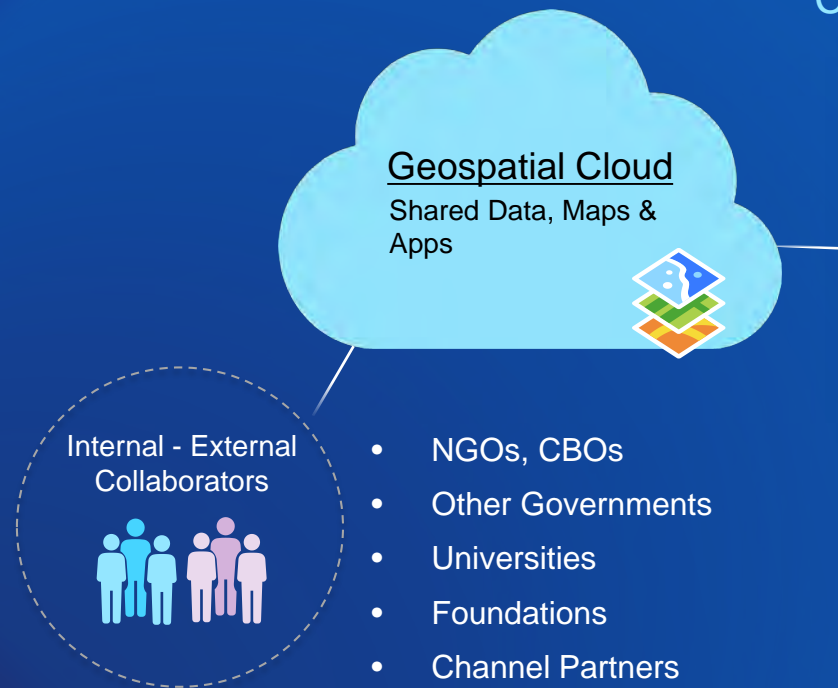 Geospatial Cloud
Shared Data, Maps &
Apps
Internal - External
Collaborators
• NGOs, CBOs
• Other Governments
• Universities
• Foundations
• Channel Partners